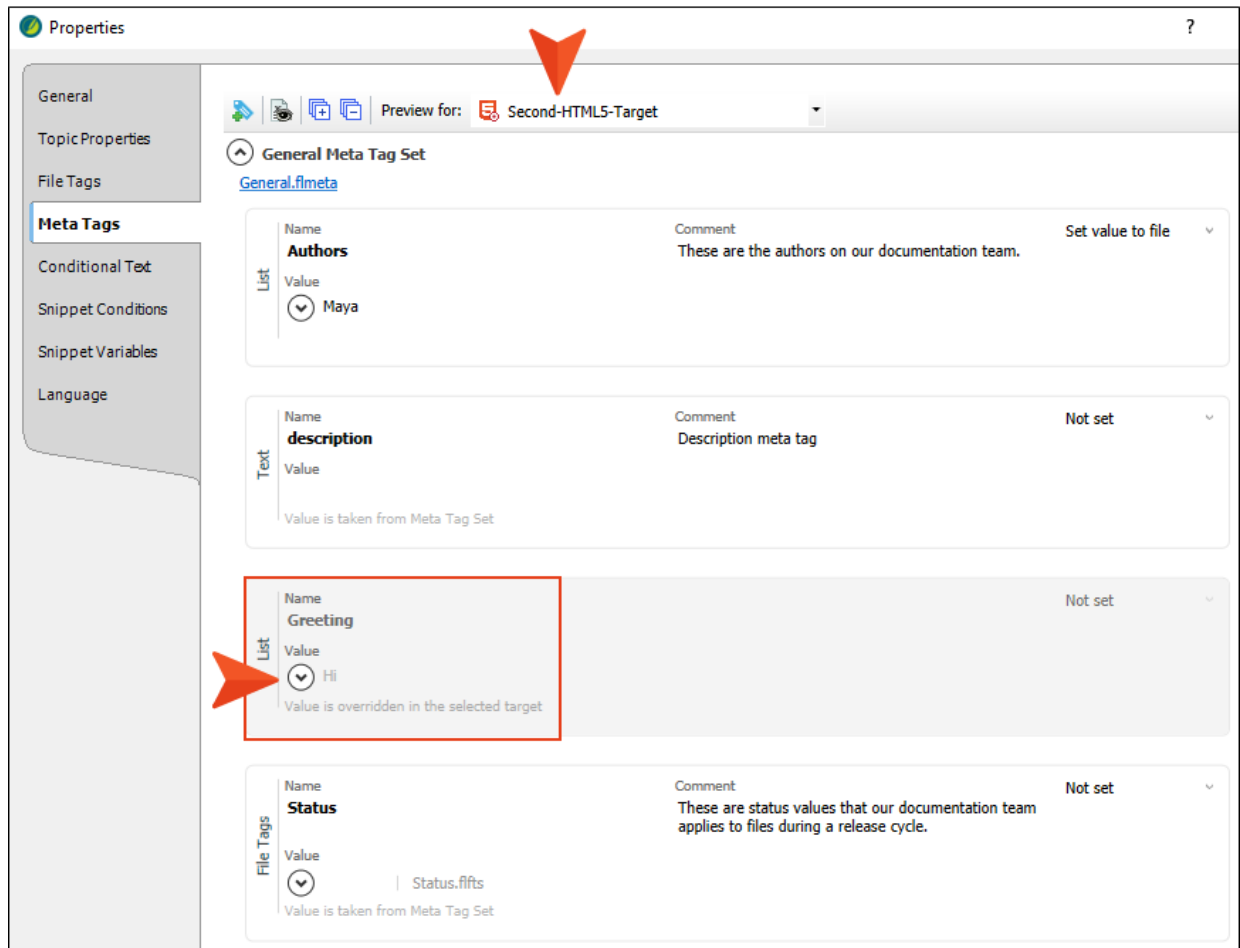 Properties
?
General
Topic Properties
File Tags
Meta Tags
Conditional Text
Snippet Conditions
Snippet Variables
Language
Preview for: Second-HTML5-Target
General Meta Tag Set
General.flmeta
List
Name
Authors
Value
Maya
Comment
These are the authors on our documentation team.
Set value to file
Text
Name
description
Value
Value is taken from Meta Tag Set
Comment
Description meta tag
Not set
List
Name
Greeting
Value
Hi
Value is overridden in the selected target
Not set
File Tags
Name
Status
Value
Status.flfts
Value is taken from Meta Tag Set
Comment
These are status values that our documentation team
applies to files during a release cycle.
Not set